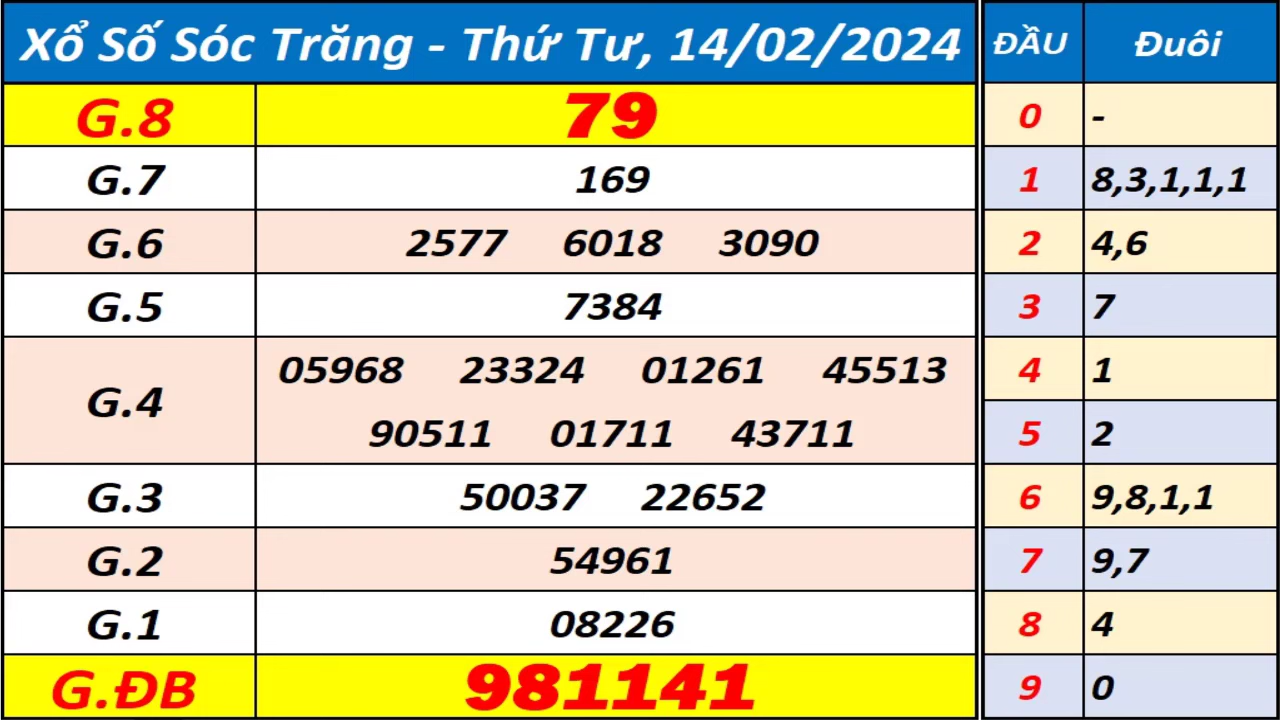 Xổ Số Sóc Trăng - Thứ Tư, 14/02/2024
G.8 79
G.7 169
G.6 2577 6018 3090
G.5 7384
G.4 05968 23324 01261 45513
90511 01711 43711
G.3 50037 22652
G.2 54961
G.1 08226
G.ĐB 981141
ĐẦU Đuôi
0 -
1 8,3,1,1,1
2 4,6
3 7
4 1
5 2
6 9,8,1,1
7 9,7
8 4
9 0